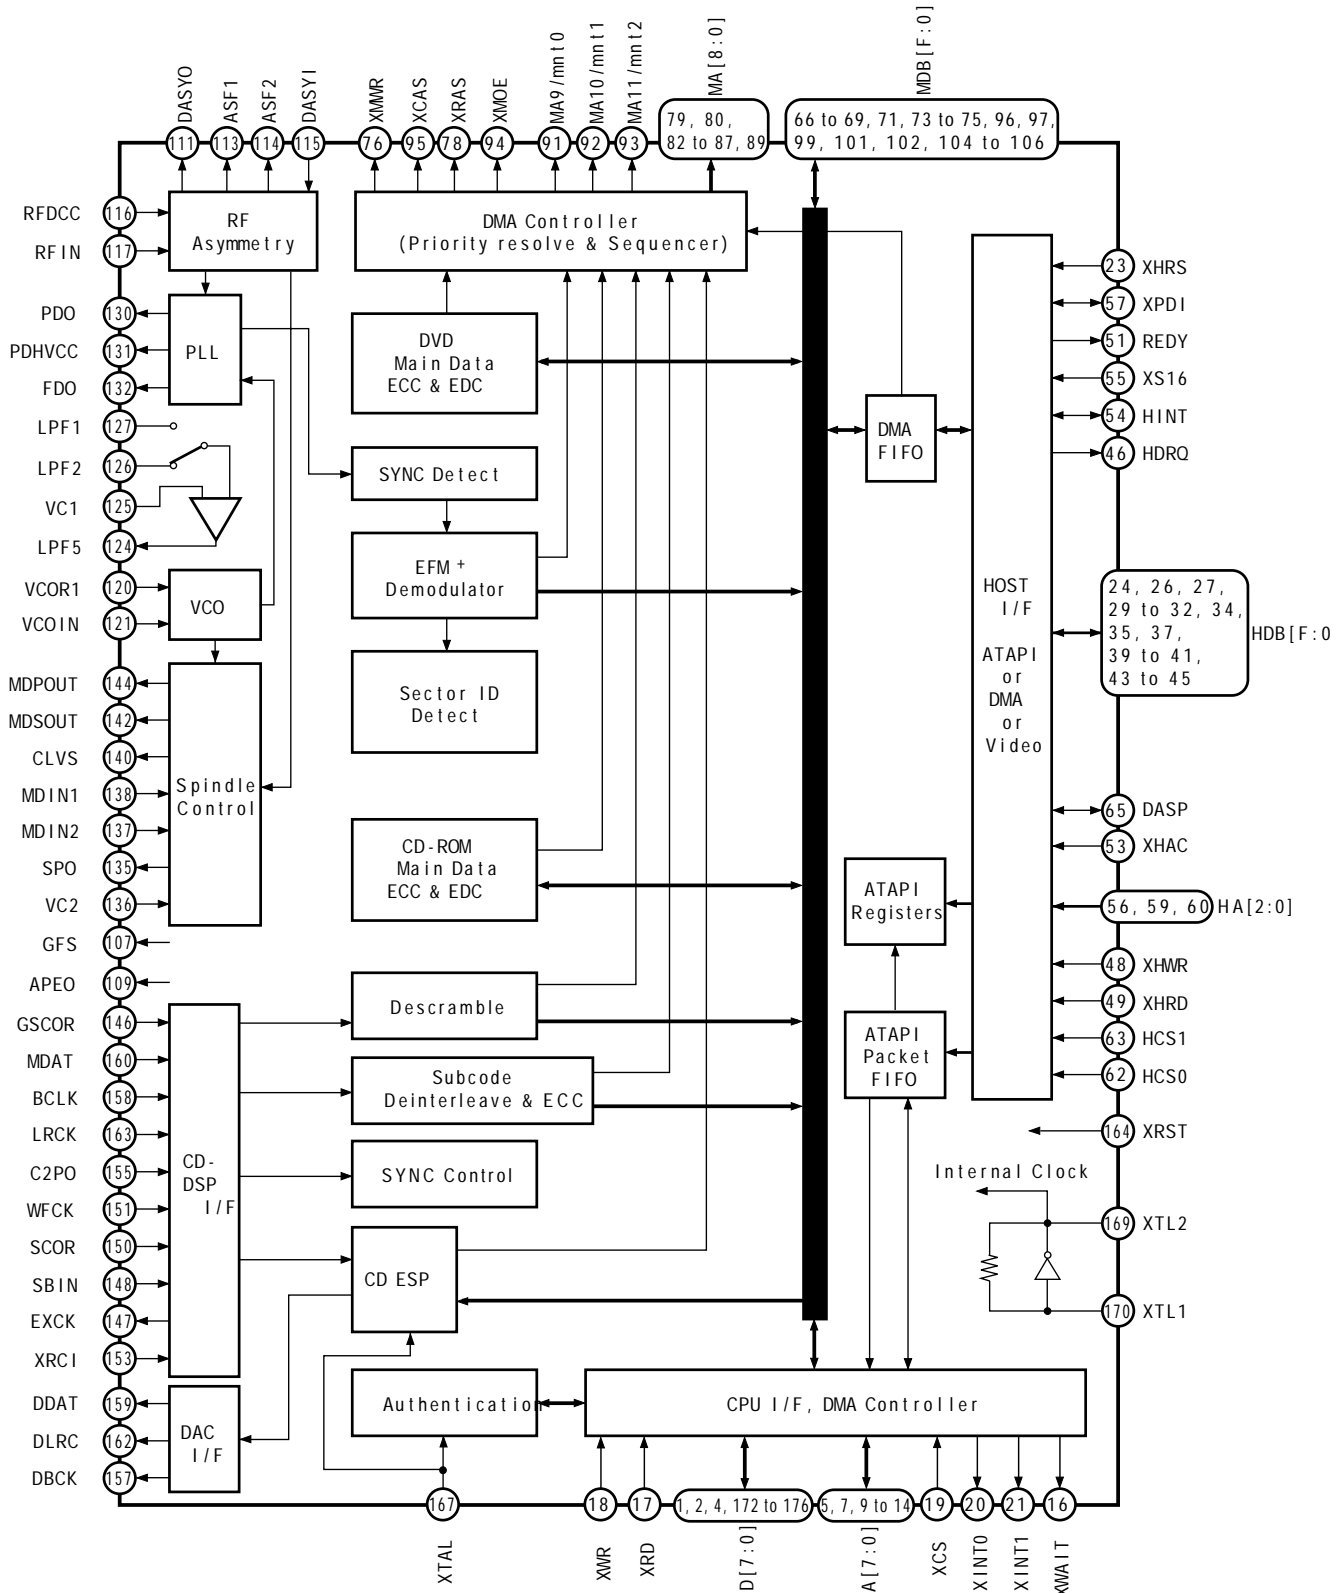 DASYO
ASF1
ASF2
DASYI
XMWR
XCAS
XRAS
XMOE
MA9/mnt0
MA10/mnt1
MA11/mnt2
MA[8:0]
MDB[F:0]
111
113
114
115
76
95
78
94
91
92
93
79, 80,
82 to 87, 89
66 to 69, 71, 73 to 75, 96, 97,
99, 101, 102, 104 to 106
RFDCC 116
RFIN 117
RF
Asymmetry
DMA Controller
(Priority resolve & Sequencer)
PDO 130
PDHVCC 131
FDO 132
PLL
LPF1 127
LPF2 126
VC1 125
LPF5 124
VCOR1 120
VCOIN 121
VCO
MDPOUT 144
MDSOUT 142
CLVS 140
MDIN1 138
MDIN2 137
SPO 135
VC2 136
Spindle
Control
GFS 107
APEO 109
GSCOR 146
MDAT 160
BCLK 158
LRCK 163
C2PO 155
WFCK 151
SCOR 150
SBIN 148
EXCK 147
XRCI 153
CD-
DSP
I/F
DDAT 159
DLRC 162
DBCK 157
DAC
I/F
DVD
Main Data
ECC & EDC
SYNC Detect
EFM +
Demodulator
Sector ID
Detect
CD-ROM
Main Data
ECC & EDC
Descramble
Subcode
Deinterleave & ECC
SYNC Control
CD ESP
Authentication
CPU I/F, DMA Controller
DMA
FIFO
ATAPI
Registers
ATAPI
Packet
FIFO
HOST
I/F
ATAPI
or
DMA
or
Video
23 XHRS
57 XPDI
51 REDY
55 XS16
54 HINT
46 HDRQ
24, 26, 27,
29 to 32, 34,
35, 37,
39 to 41,
43 to 45
HDB[F:0
65 DASP
53 XHAC
56, 59, 60 HA[2:0]
48 XHWR
49 XHRD
63 HCS1
62 HCS0
164 XRST
Internal Clock
169 XTL2
170 XTL1
167
18
17
1, 2, 4, 172 to 176
5, 7, 9 to 14
19
20
21
16
XTAL
XWR
XRD
D[7:0]
A[7:0]
XCS
XINT0
XINT1
XWAIT